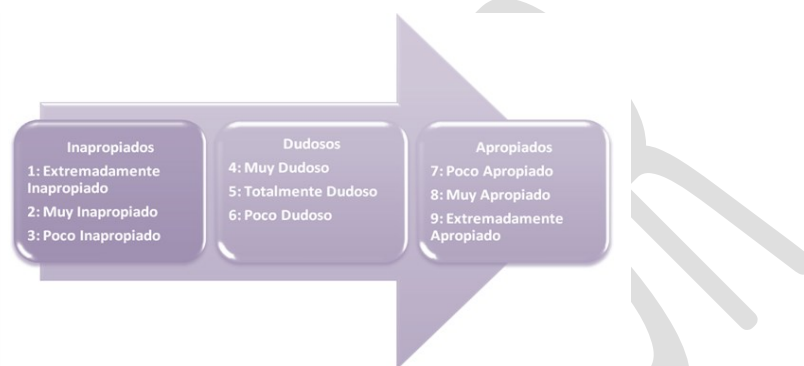 Inapropiados
1: Extremadamente
Inapropiado
2: Muy Inapropiado
3: Poco Inapropiado
Dudosos
4: Muy Dudoso
5: Totalmente Dudoso
6: Poco Dudoso
Apropiados
7: Poco Apropiado
8: Muy Apropiado
9: Extremadamente
Apropiado